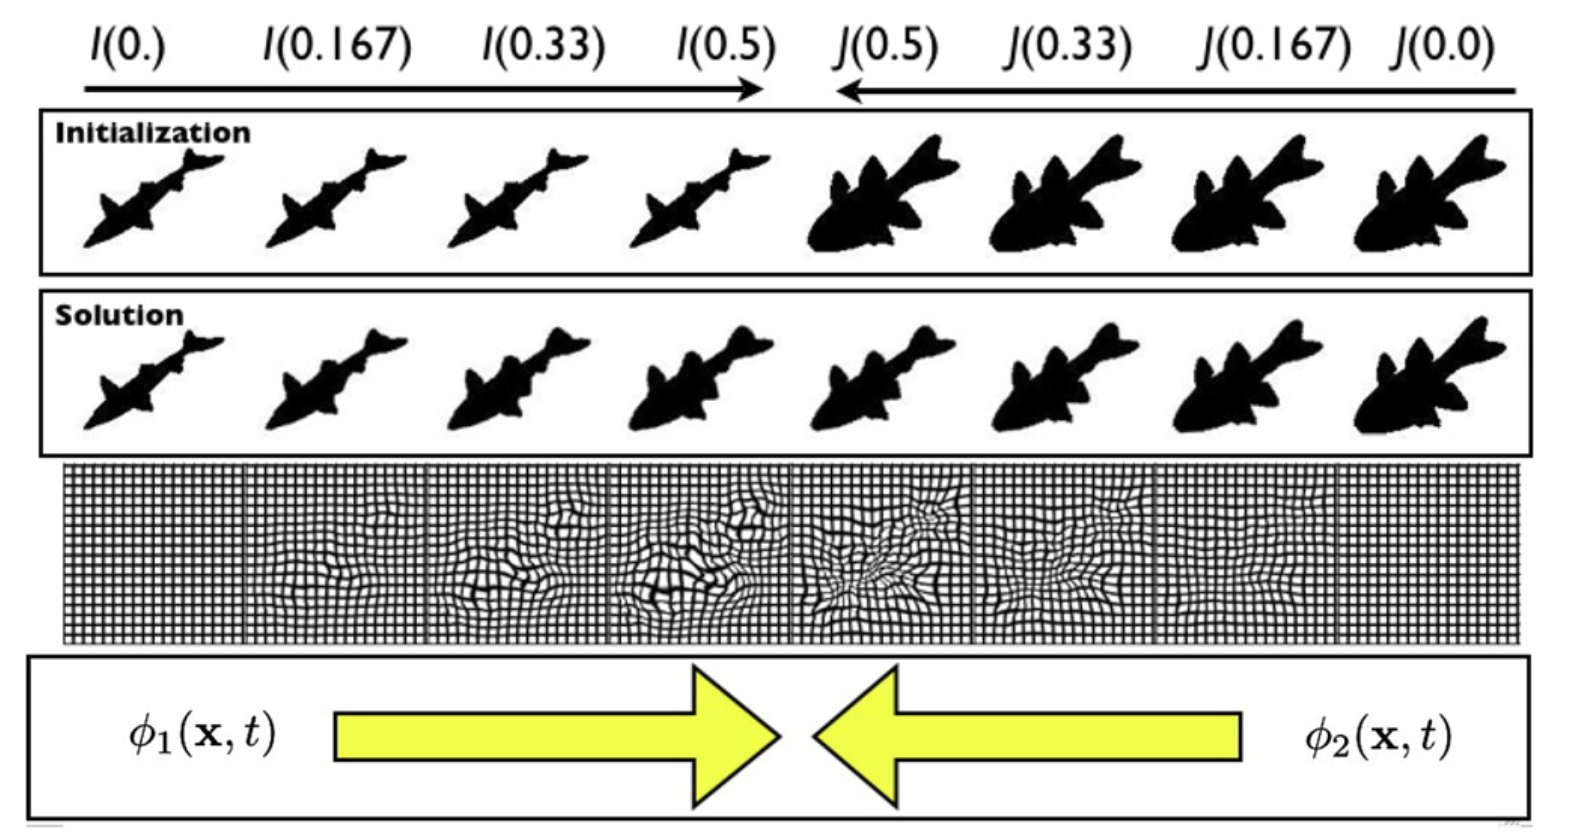 I(0.) I(0.167) I(0.33) I(0.5) J(0.5) J(0.33) J(0.167) J(0.0)
Initialization
Solution
ϕ₁(x, t) ϕ₂(x, t)